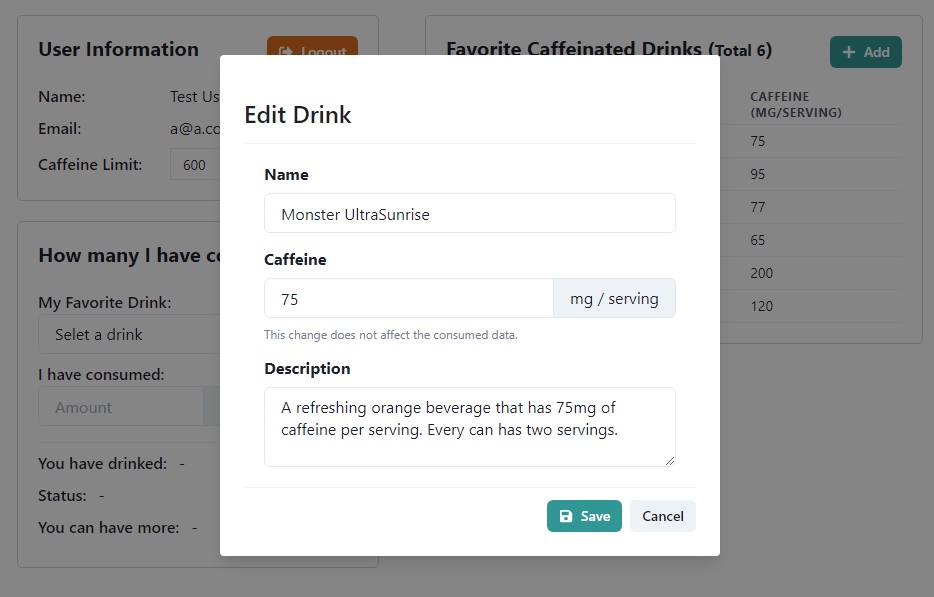 User Information
Logout
Name:
Test Us
Email:
a@a.co
Caffeine Limit:
600
How many I have c
My Favorite Drink:
Selet a drink
I have consumed:
Amount
You have drinked: -
Status: -
You can have more: -
Favorite Caffeinated Drinks (Total 6)
Add
CAFFEINE
(MG/SERVING)
75
95
77
65
200
120
Edit Drink
Name
Monster UltraSunrise
Caffeine
75
mg / serving
This change does not affect the consumed data.
Description
A refreshing orange beverage that has 75mg of
caffeine per serving. Every can has two servings.
Save
Cancel